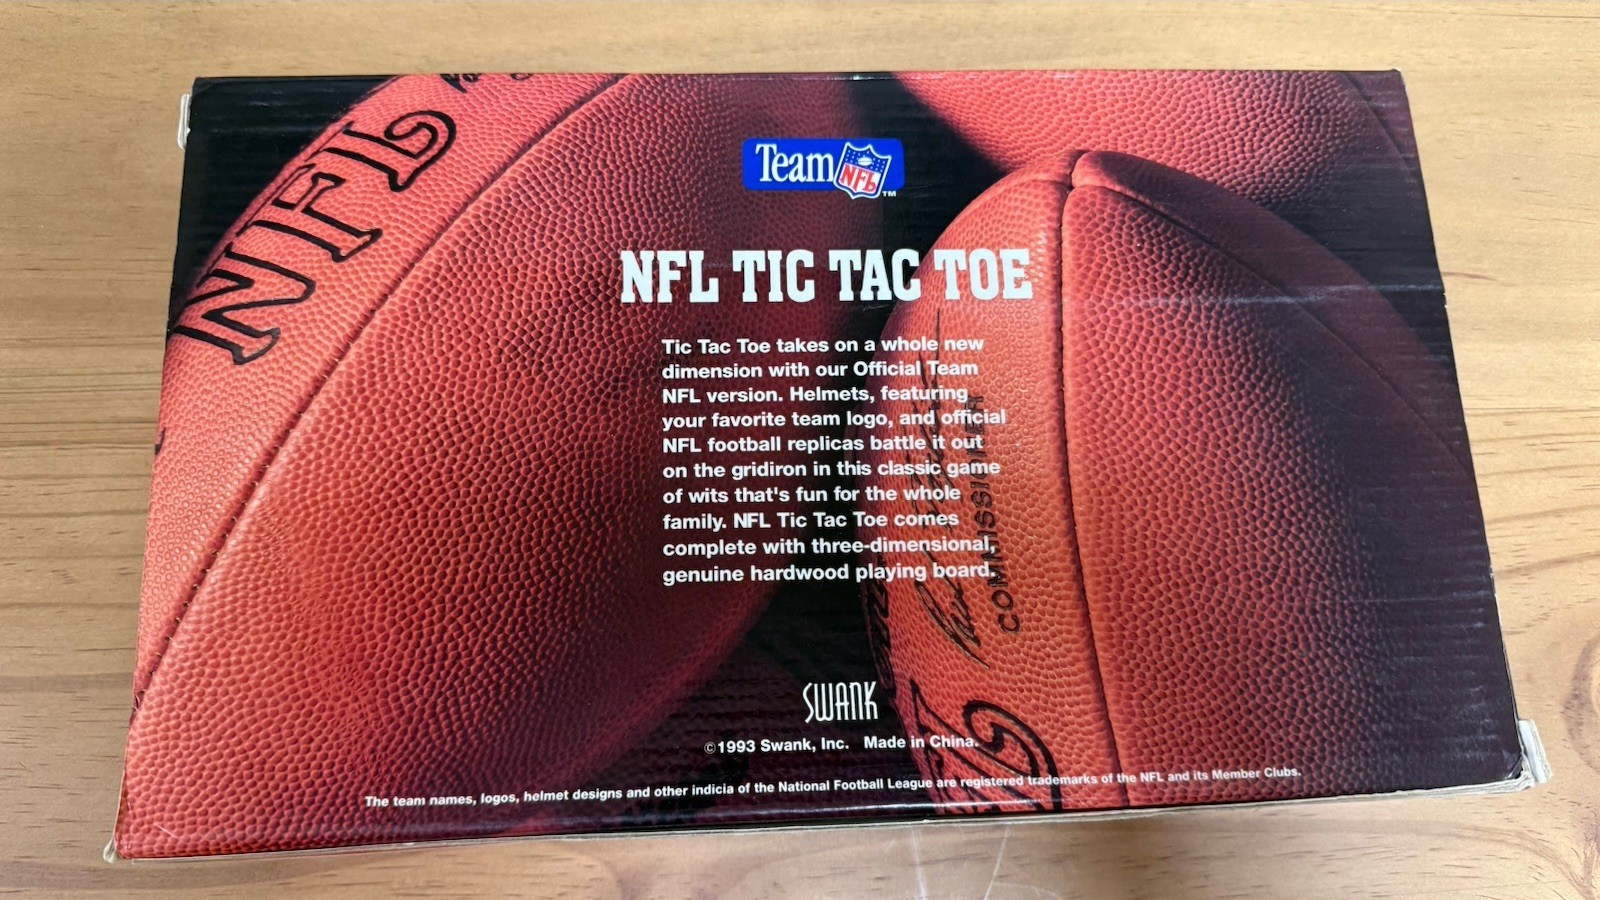 NFL
Team NFL™
NFL TIC TAC TOE
Tic Tac Toe takes on a whole new
dimension with our Official Team
NFL version. Helmets, featuring
your favorite team logo, and official
NFL football replicas battle it out
on the gridiron in this classic game
of wits that's fun for the whole
family. NFL Tic Tac Toe comes
complete with three-dimensional,
genuine hardwood playing board.
COMMISSIONER
SWANK
©1993 Swank, Inc. Made in China.
The team names, logos, helmet designs and other indicia of the National Football League are registered trademarks of the NFL and its Member Clubs.